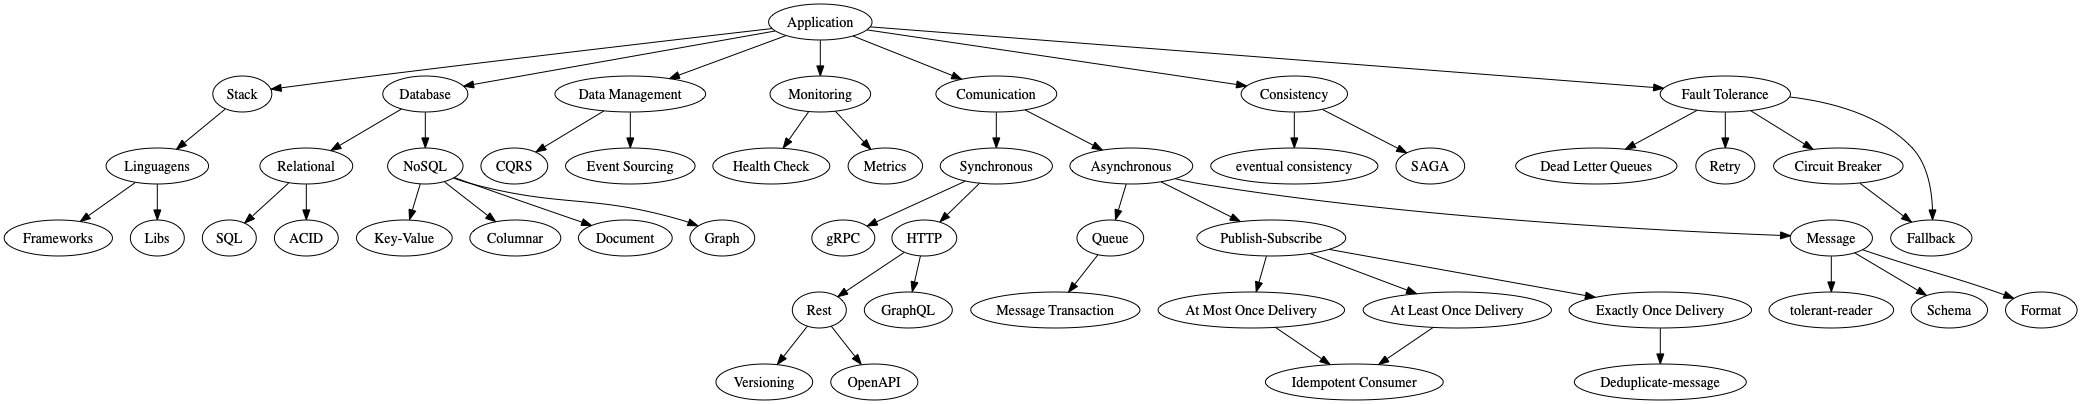 Application
Stack
Database
Data Management
Monitoring
Comunication
Consistency
Fault Tolerance
Linguagens
Relational
NoSQL
CQRS
Event Sourcing
Health Check
Metrics
Synchronous
Asynchronous
eventual consistency
SAGA
Dead Letter Queues
Retry
Circuit Breaker
Frameworks
Libs
SQL
ACID
Key-Value
Columnar
Document
Graph
gRPC
HTTP
Queue
Publish-Subscribe
Message
Fallback
Rest
GraphQL
Message Transaction
At Most Once Delivery
At Least Once Delivery
Exactly Once Delivery
tolerant-reader
Schema
Format
Versioning
OpenAPI
Idempotent Consumer
Deduplicate-message